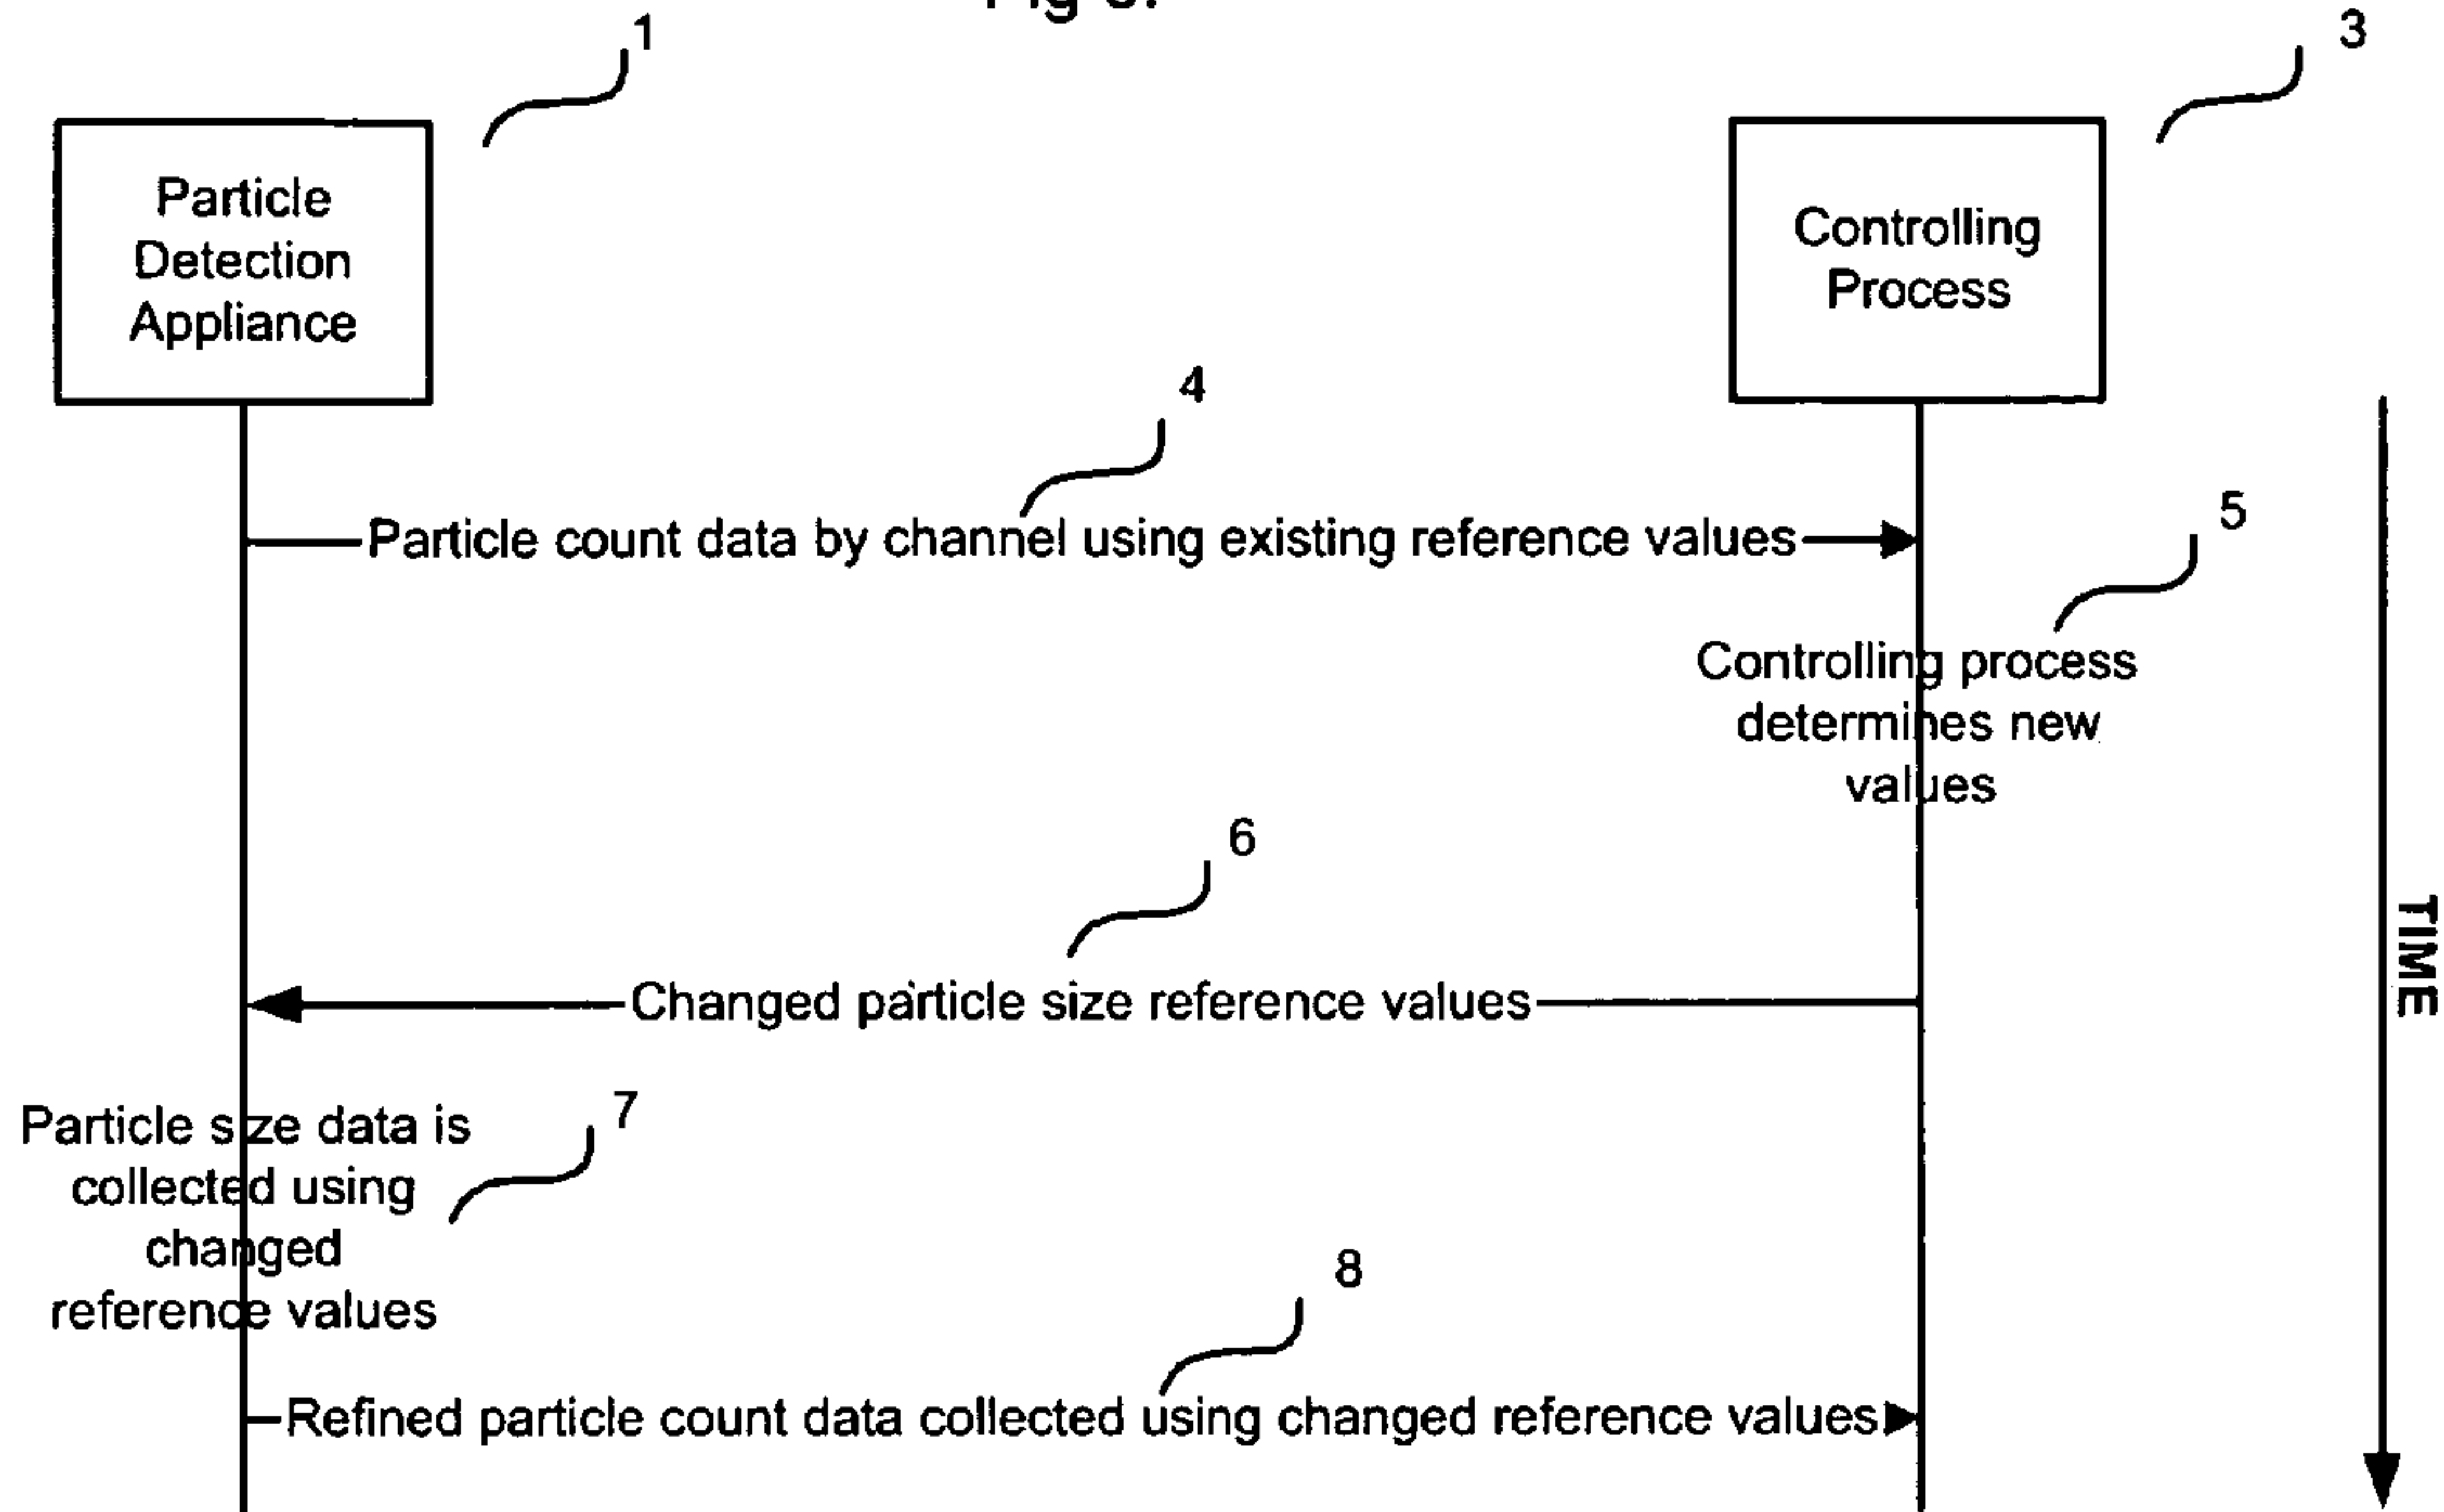 1
3
Particle
Detection
Appliance
Controlling
Process
4
Particle count data by channel using existing reference values
5
Controlling process
determines new
values
6
Changed particle size reference values
TIME
7
Particle size data is
collected using
changed
reference values
8
Refined particle count data collected using changed reference values